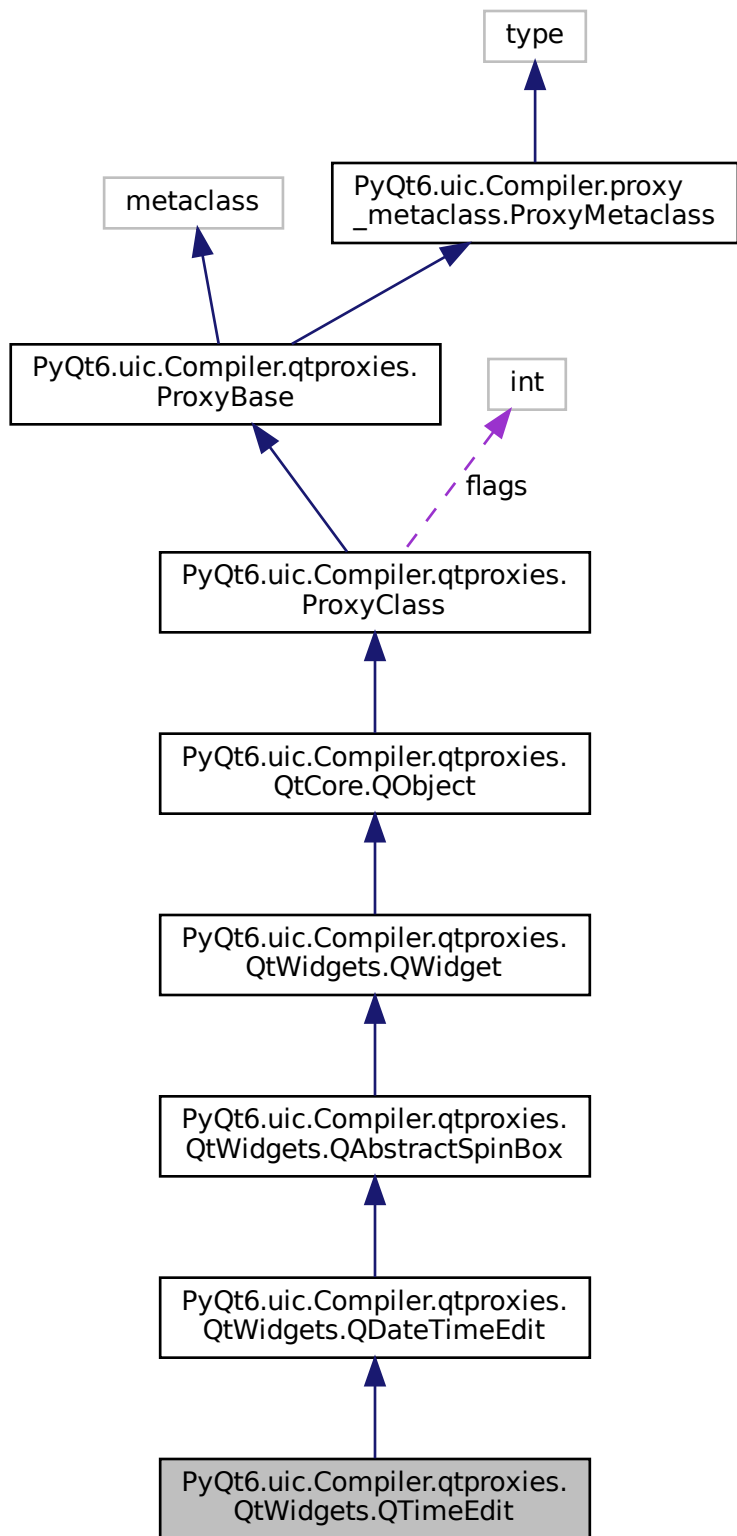 type
PyQt6.uic.Compiler.proxy
_metaclass.ProxyMetaclass
metaclass
PyQt6.uic.Compiler.qtproxies.
ProxyBase
int
flags
PyQt6.uic.Compiler.qtproxies.
ProxyClass
PyQt6.uic.Compiler.qtproxies.
QtCore.QObject
PyQt6.uic.Compiler.qtproxies.
QtWidgets.QWidget
PyQt6.uic.Compiler.qtproxies.
QtWidgets.QAbstractSpinBox
PyQt6.uic.Compiler.qtproxies.
QtWidgets.QDateTimeEdit
PyQt6.uic.Compiler.qtproxies.
QtWidgets.QTimeEdit